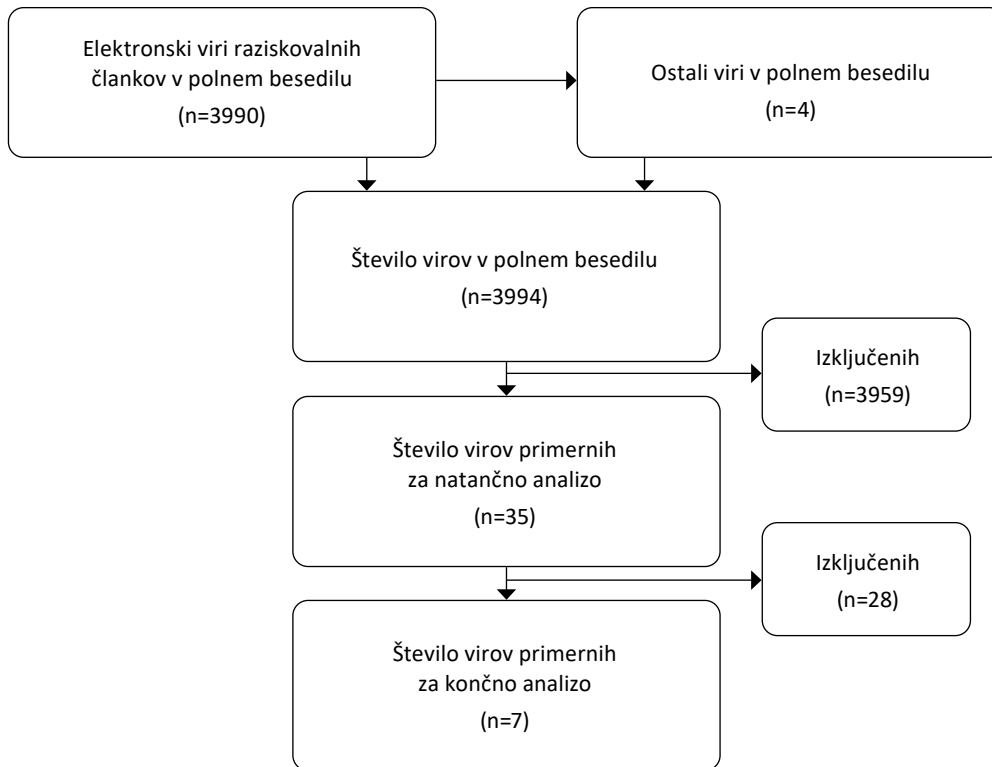 Elektronski viri raziskovalnih
člankov v polnem besedilu
(n=3990)
Ostali viri v polnem besedilu
(n=4)
Število virov v polnem besedilu
(n=3994)
Izključenih
(n=3959)
Število virov primernih
za natančno analizo
(n=35)
Izključenih
(n=28)
Število virov primernih
za končno analizo
(n=7)